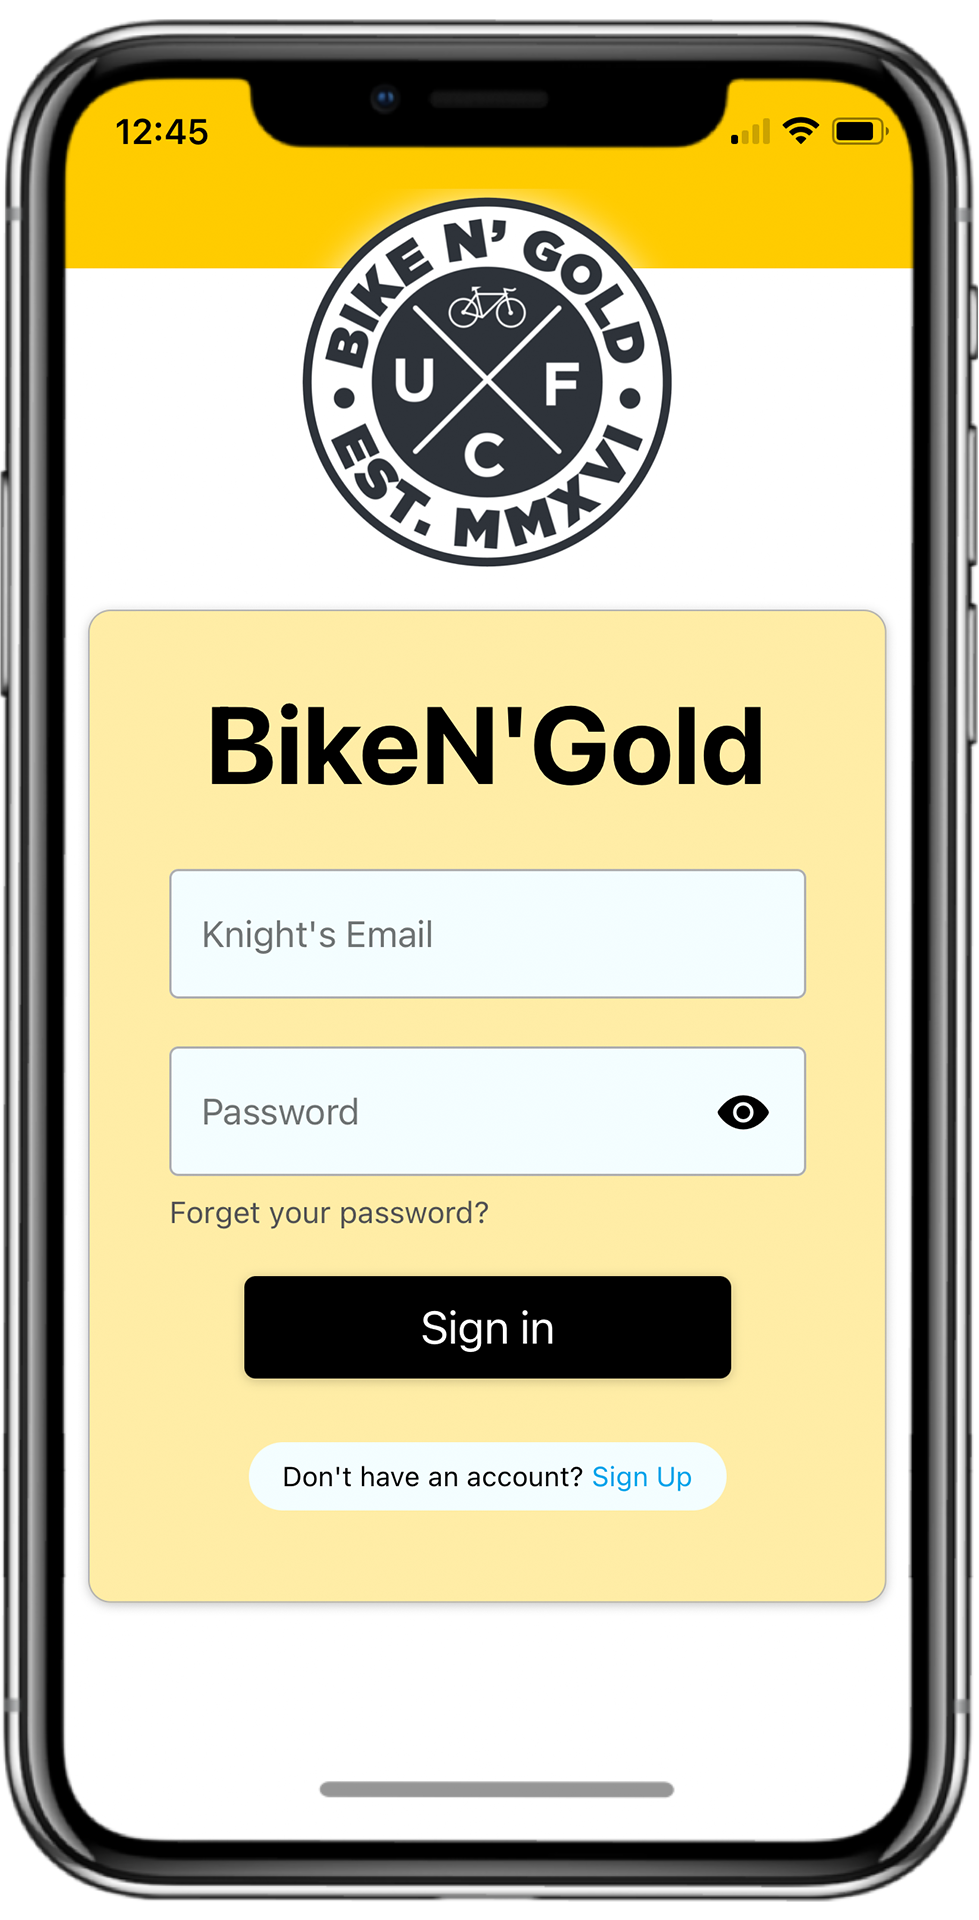 12:45
BIKE N' GOLD
U F
C
EST. MMXVI
BikeN'Gold
Knight's Email
Password
Forget your password?
Sign in
Don't have an account? Sign Up